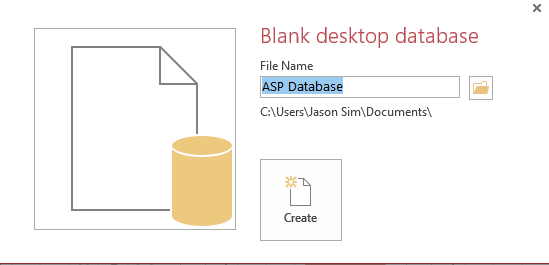 Blank desktop database
File Name
ASP Database
C:\Users\Jason Sim\Documents\
Create